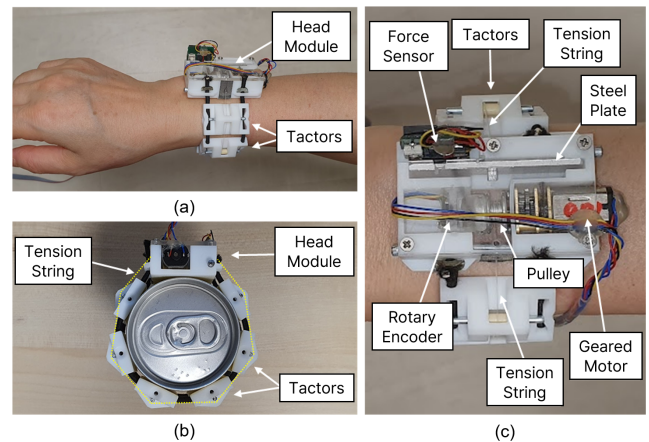 Head
Module
Tactors
(a)
Tension
String
Head
Module
Tactors
(b)
Force
Sensor
Tactors
Tension
String
Steel
Plate
Pulley
Rotary
Encoder
Tension
String
Geared
Motor
(c)